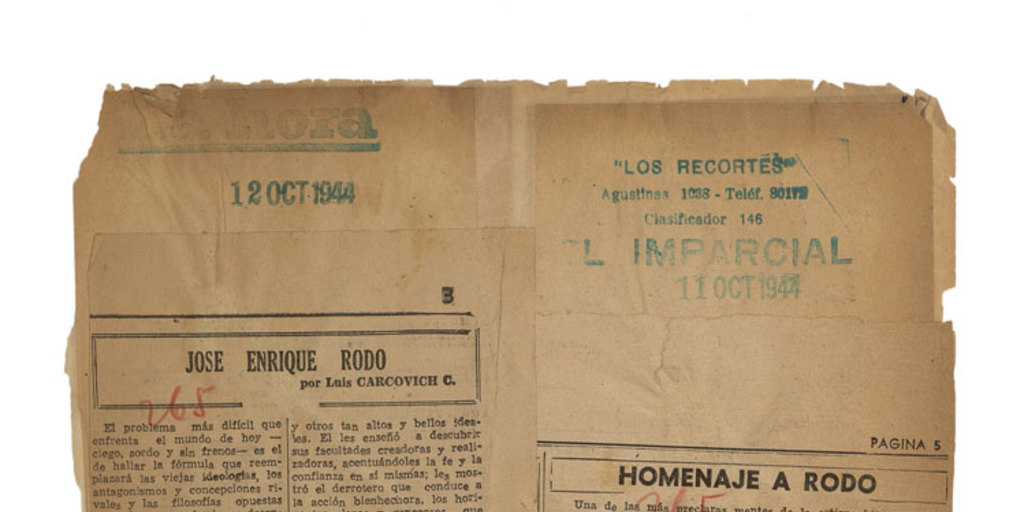 La Hora
12 OCT 1944
3
JOSE ENRIQUE RODO
por Luis CARCOVICH C.
265
El problema más difícil que
enfrenta el mundo de hoy —
ciego, sordo y sin frenos— es el
de hallar la fórmula que reem-
plazará las viejas ideologías, los
antagonismos y concepciones ri-
vales y las filosofías opuestas
y otros tan altos y bellos idea-
les. El les enseñó a descubrir
sus facultades creadoras y reali-
zadoras, acentuándoles la fe y la
confianza en sí mismas; les mos-
tró el derrotero que conduce a
la acción bienhechora, los hori-
"LOS RECORTES"
Agustinas 1038 - Teléf.
Clasificador 146
EL IMPARCIAL
11 OCT 1944
PAGINA 5
HOMENAJE A RODO
265
Una de las más preclaras mentes de la